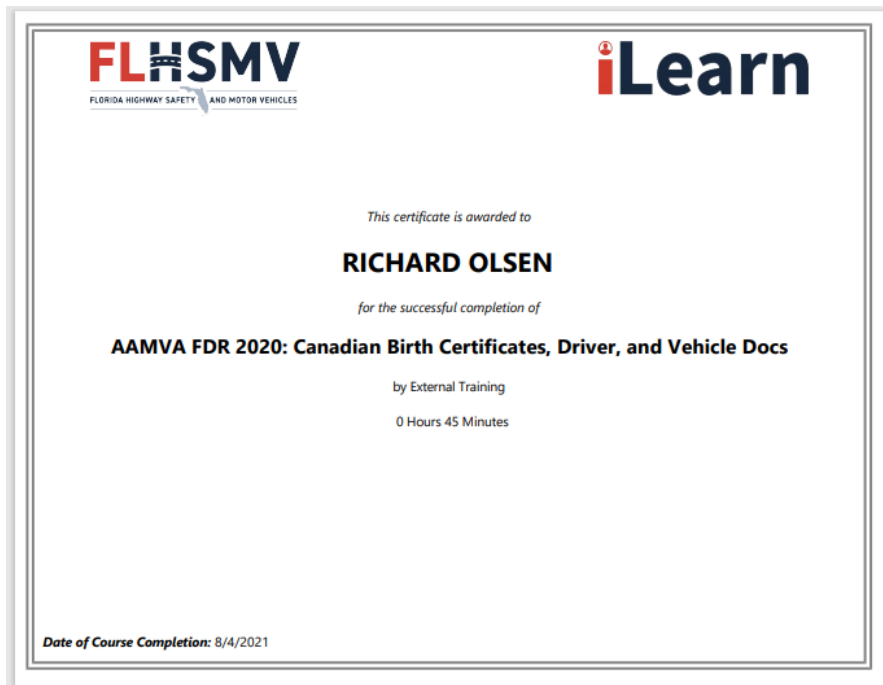 FLHSMV
FLORIDA HIGHWAY SAFETY AND MOTOR VEHICLES
iLearn
This certificate is awarded to
RICHARD OLSEN
for the successful completion of
AAMVA FDR 2020: Canadian Birth Certificates, Driver, and Vehicle Docs
by External Training
0 Hours 45 Minutes
Date of Course Completion: 8/4/2021